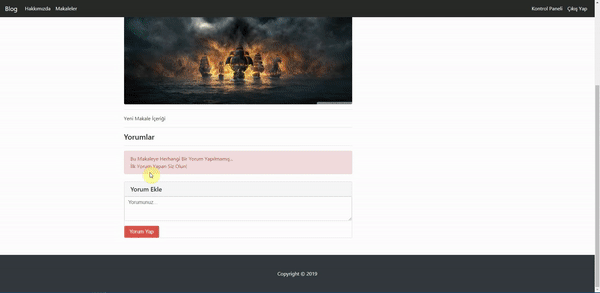 Blog Hakkımızda Makaleler Kontrol Paneli Çıkış Yap
Yeni Makale İçeriği
Yorumlar
Bu Makaleye Herhangi Bir Yorum Yapılmamış...
İlk Yorum Yapan Siz Olun!
Yorum Ekle
Yorumunuz..
Yorum Yap
Copyright © 2019